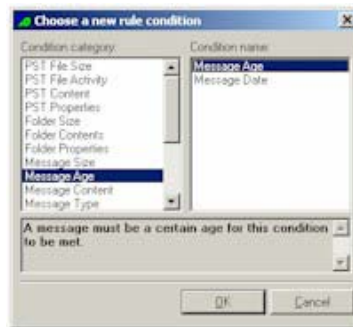 Choose a new rule condition
Condition category:
PST File Size
PST File Activity
PST Content
PST Properties
Folder Size
Folder Contents
Folder Properties
Message Size
Message Age
Message Content
Message Type
Condition name:
Message Age
Message Date
A message must be a certain age for this condition
to be met.
OK
Cancel